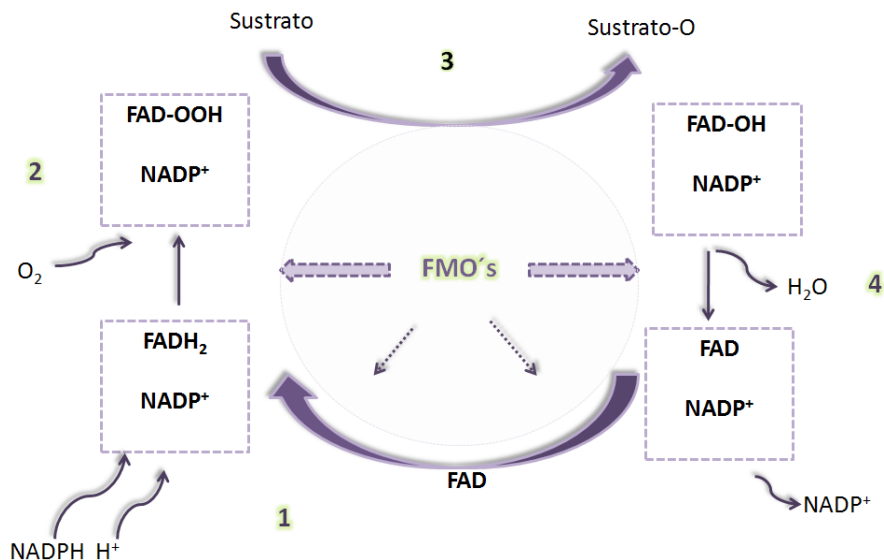 Sustrato
3
Sustrato-O
FAD-OOH
NADP⁺
2
O₂
FAD-OH
NADP⁺
FMO´s
H₂O
4
FADH₂
NADP⁺
FAD
NADP⁺
FAD
1
NADPH H⁺
NADP⁺